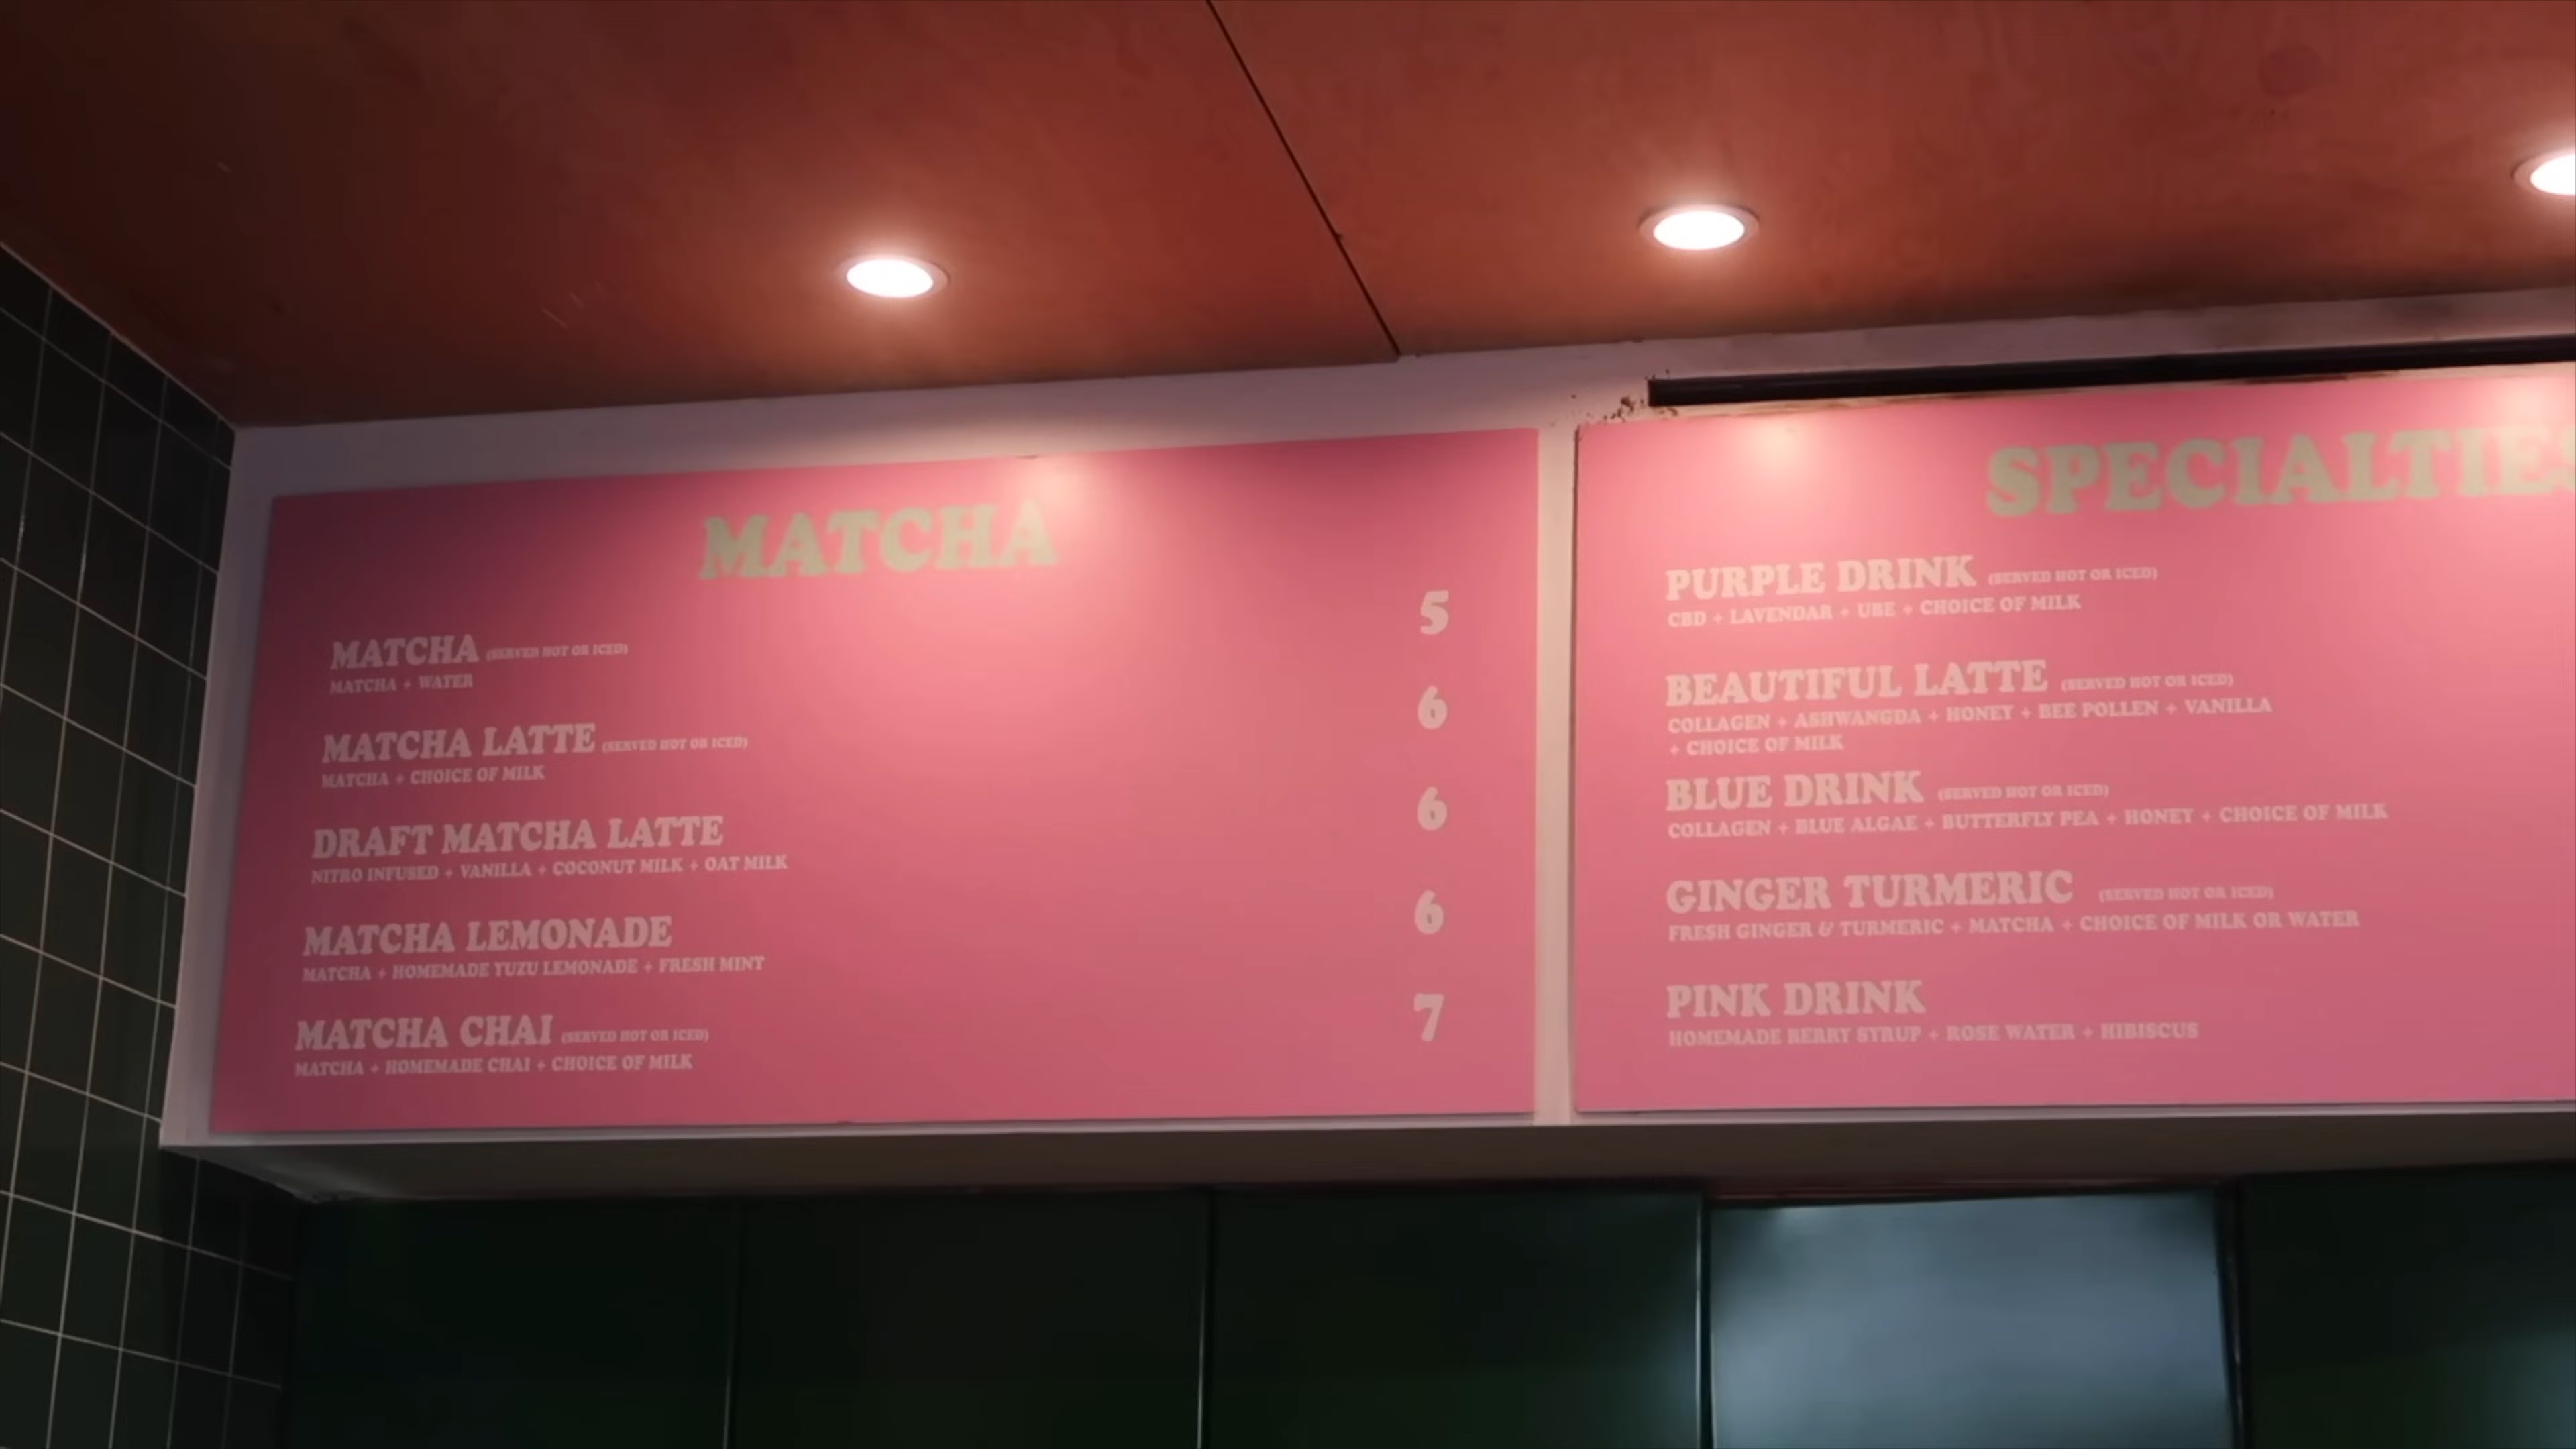 MATCHA
MATCHA (SERVED HOT OR ICED) 5
MATCHA + WATER
MATCHA LATTE (SERVED HOT OR ICED) 6
MATCHA + CHOICE OF MILK
DRAFT MATCHA LATTE 6
NITRO INFUSED + VANILLA + COCONUT MILK + OAT MILK
MATCHA LEMONADE 6
MATCHA + HOMEMADE YUZU LEMONADE + FRESH MINT
MATCHA CHAI (SERVED HOT OR ICED) 7
MATCHA + HOMEMADE CHAI + CHOICE OF MILK
SPECIALTIES
PURPLE DRINK (SERVED HOT OR ICED)
CBD + LAVENDAR + UBE + CHOICE OF MILK
BEAUTIFUL LATTE (SERVED HOT OR ICED)
COLLAGEN + ASHWANGDA + HONEY + BEE POLLEN + VANILLA
+ CHOICE OF MILK
BLUE DRINK (SERVED HOT OR ICED)
COLLAGEN + BLUE ALGAE + BUTTERFLY PEA + HONEY + CHOICE OF MILK
GINGER TURMERIC (SERVED HOT OR ICED)
FRESH GINGER & TURMERIC + MATCHA + CHOICE OF MILK OR WATER
PINK DRINK
HOMEMADE BERRY SYRUP + ROSE WATER + HIBISCUS